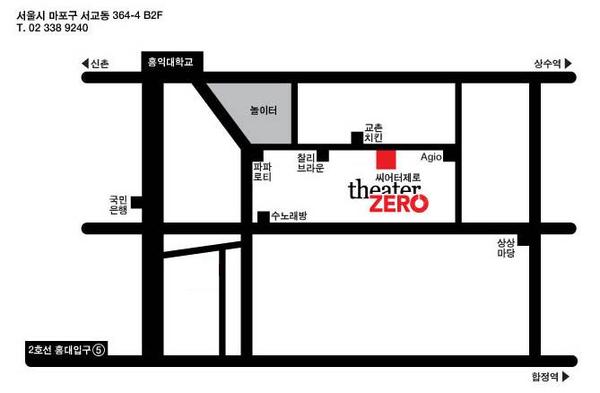 서울시 마포구 서교동 364-4 B2F
T. 02 338 9240
신촌
홍익대학교
상수역
놀이터
교촌
치킨
파파
로티
찰리
브라운
Agio
씨어터제로
theater
ZERO
국민
은행
수노래방
상상
마당
2호선 홍대입구⑤
합정역